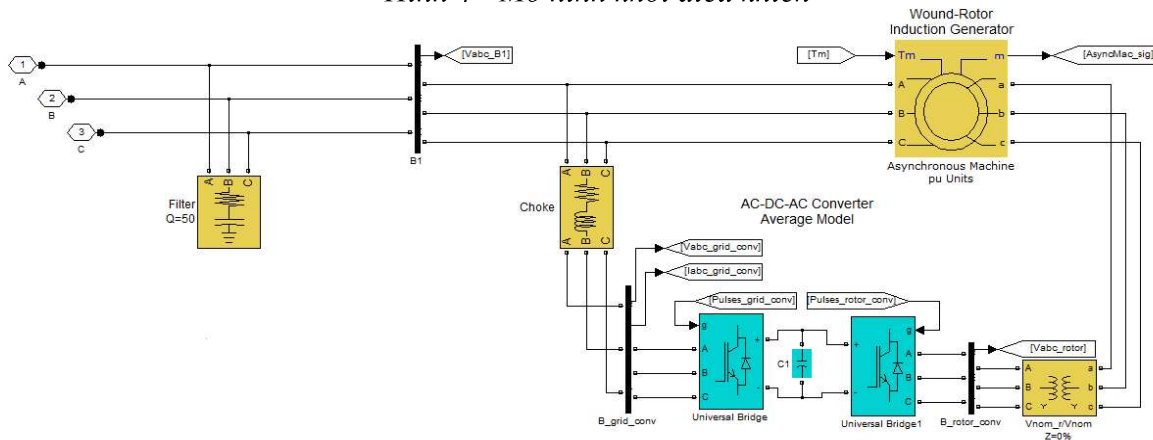 Wound-Rotor
Induction Generator
[Vabc_B1]
[Tm]
Tm
m
[AsyncMac_sig]
1
A
2
B
3
C
B1
A
B
C
a
b
c
Asynchronous Machine
pu Units
Filter
Q=50
A
B
C
Choke
A
B
C
A
B
C
AC-DC-AC Converter
Average Model
[Vabc_grid_conv]
[Iabc_grid_conv]
[Pulses_grid_conv]
[Pulses_rotor_conv]
g
A
B
C
+
-
C1
+
-
g
A
B
C
[Vabc_rotor]
A
B
C
a
b
c
Y
Y
B_grid_conv
Universal Bridge
Universal Bridge1
B_rotor_conv
Vnom_r/Vnom
Z=0%